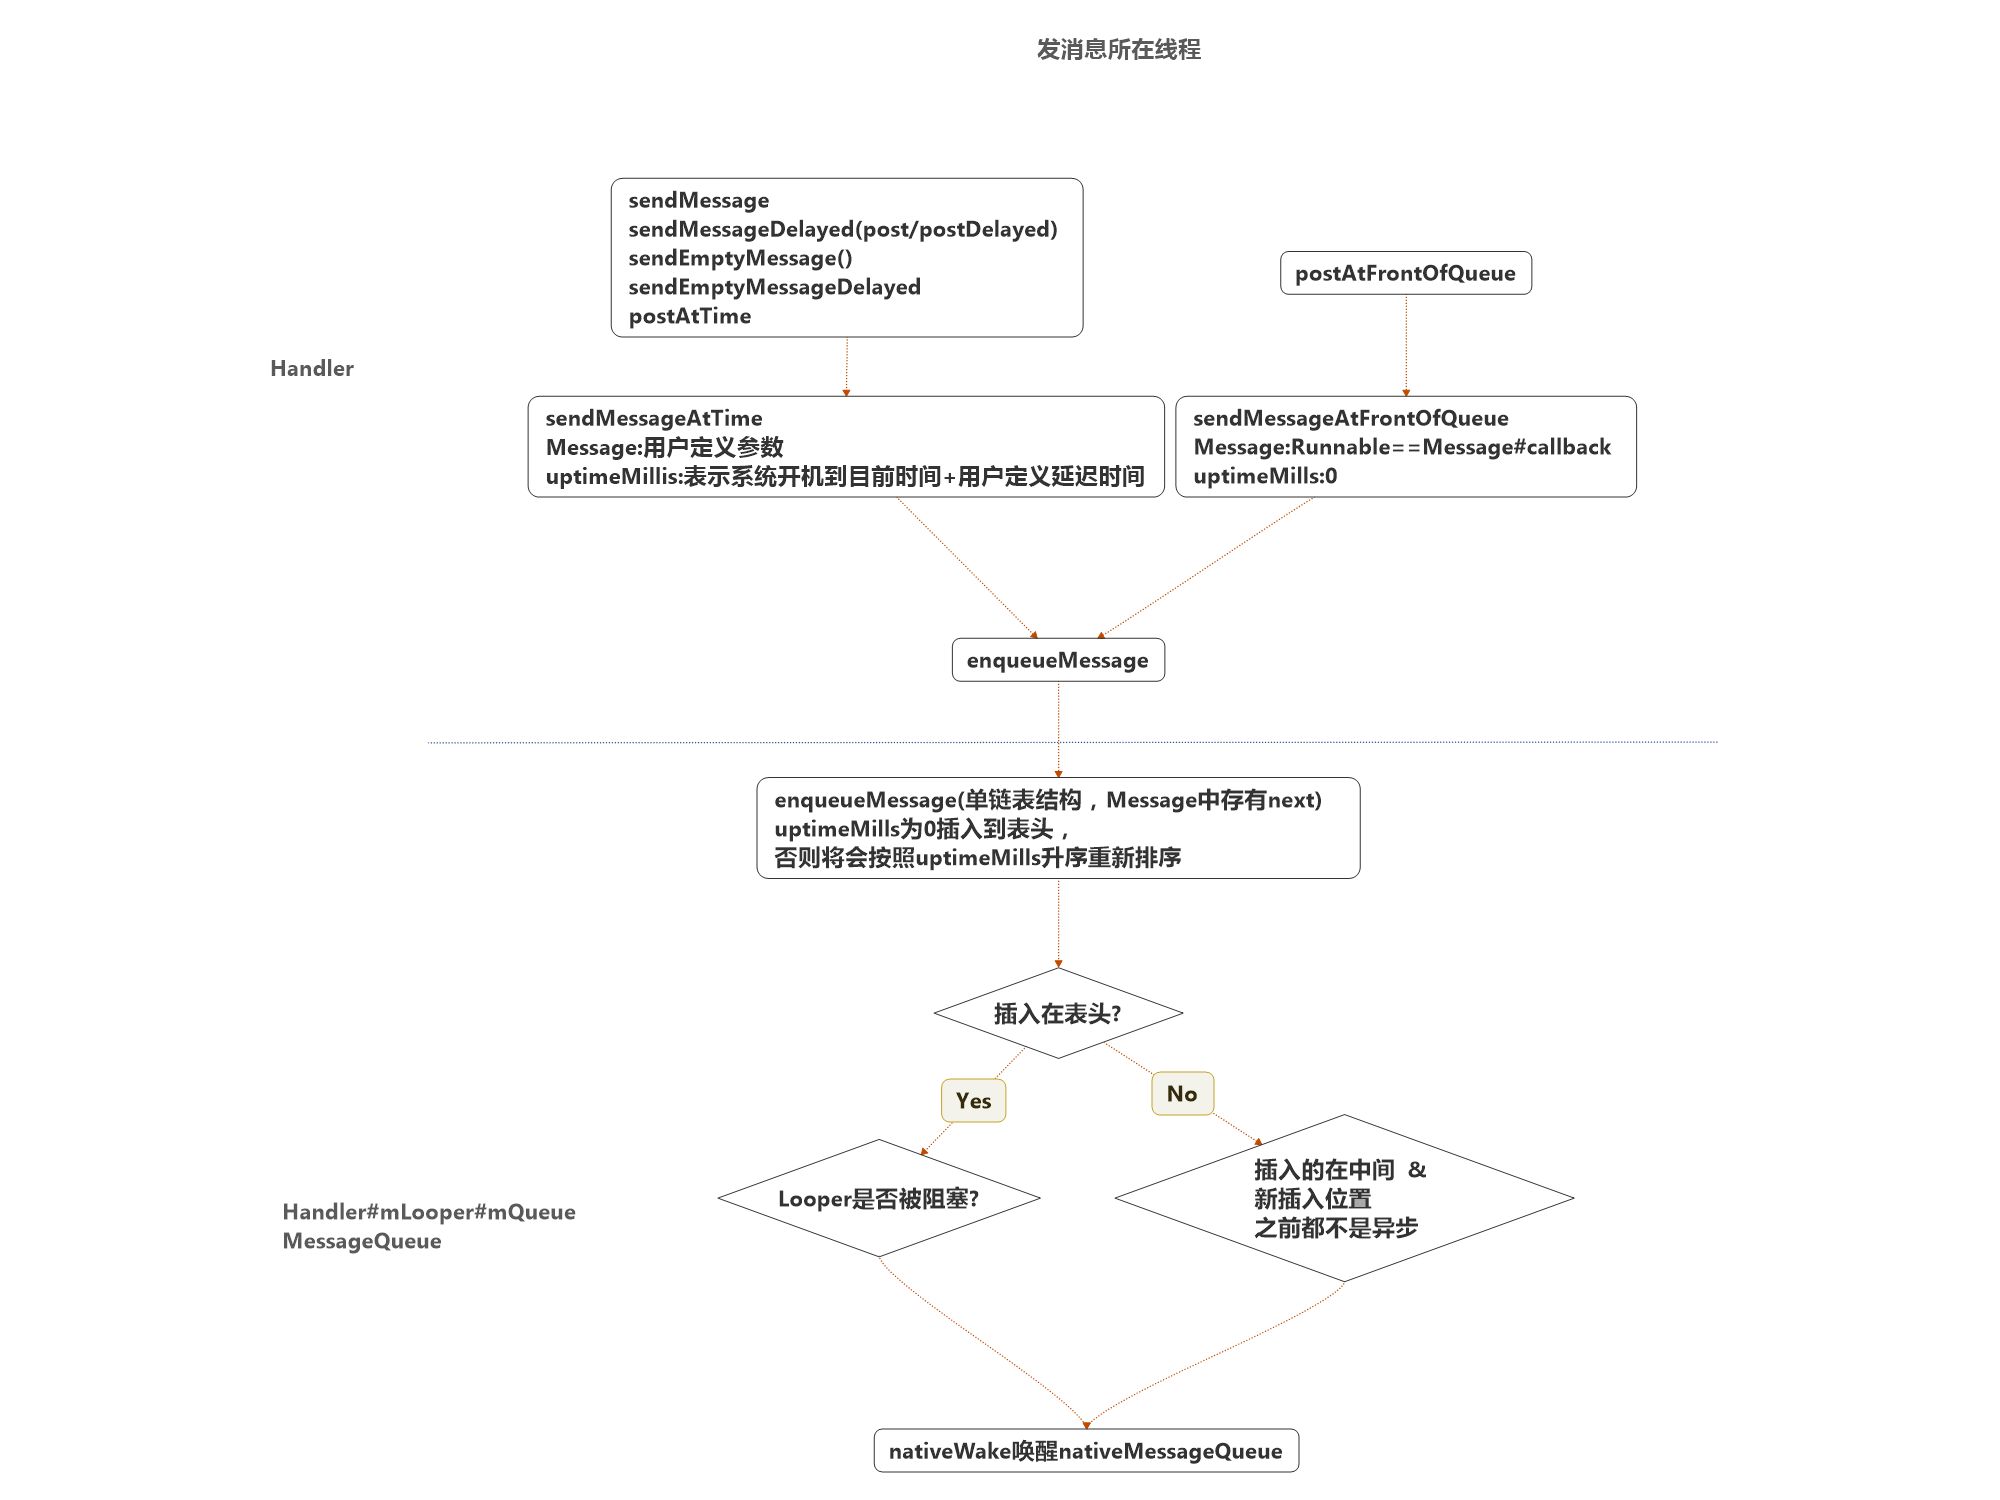 发消息所在线程
sendMessage
sendMessageDelayed(post/postDelayed)
sendEmptyMessage()
sendEmptyMessageDelayed
postAtTime
postAtFrontOfQueue
Handler
sendMessageAtTime
Message:用户定义参数
uptimeMillis:表示系统开机到目前时间+用户定义延迟时间
sendMessageAtFrontOfQueue
Message:Runnable==Message#callback
uptimeMills:0
enqueueMessage
enqueueMessage(单链表结构，Message中存有next)
uptimeMills为0插入到表头，
否则将会按照uptimeMills升序重新排序
插入在表头?
Yes
No
Looper是否被阻塞?
插入的在中间 &
新插入位置
之前都不是异步
Handler#mLooper#mQueue
MessageQueue
nativeWake唤醒nativeMessageQueue